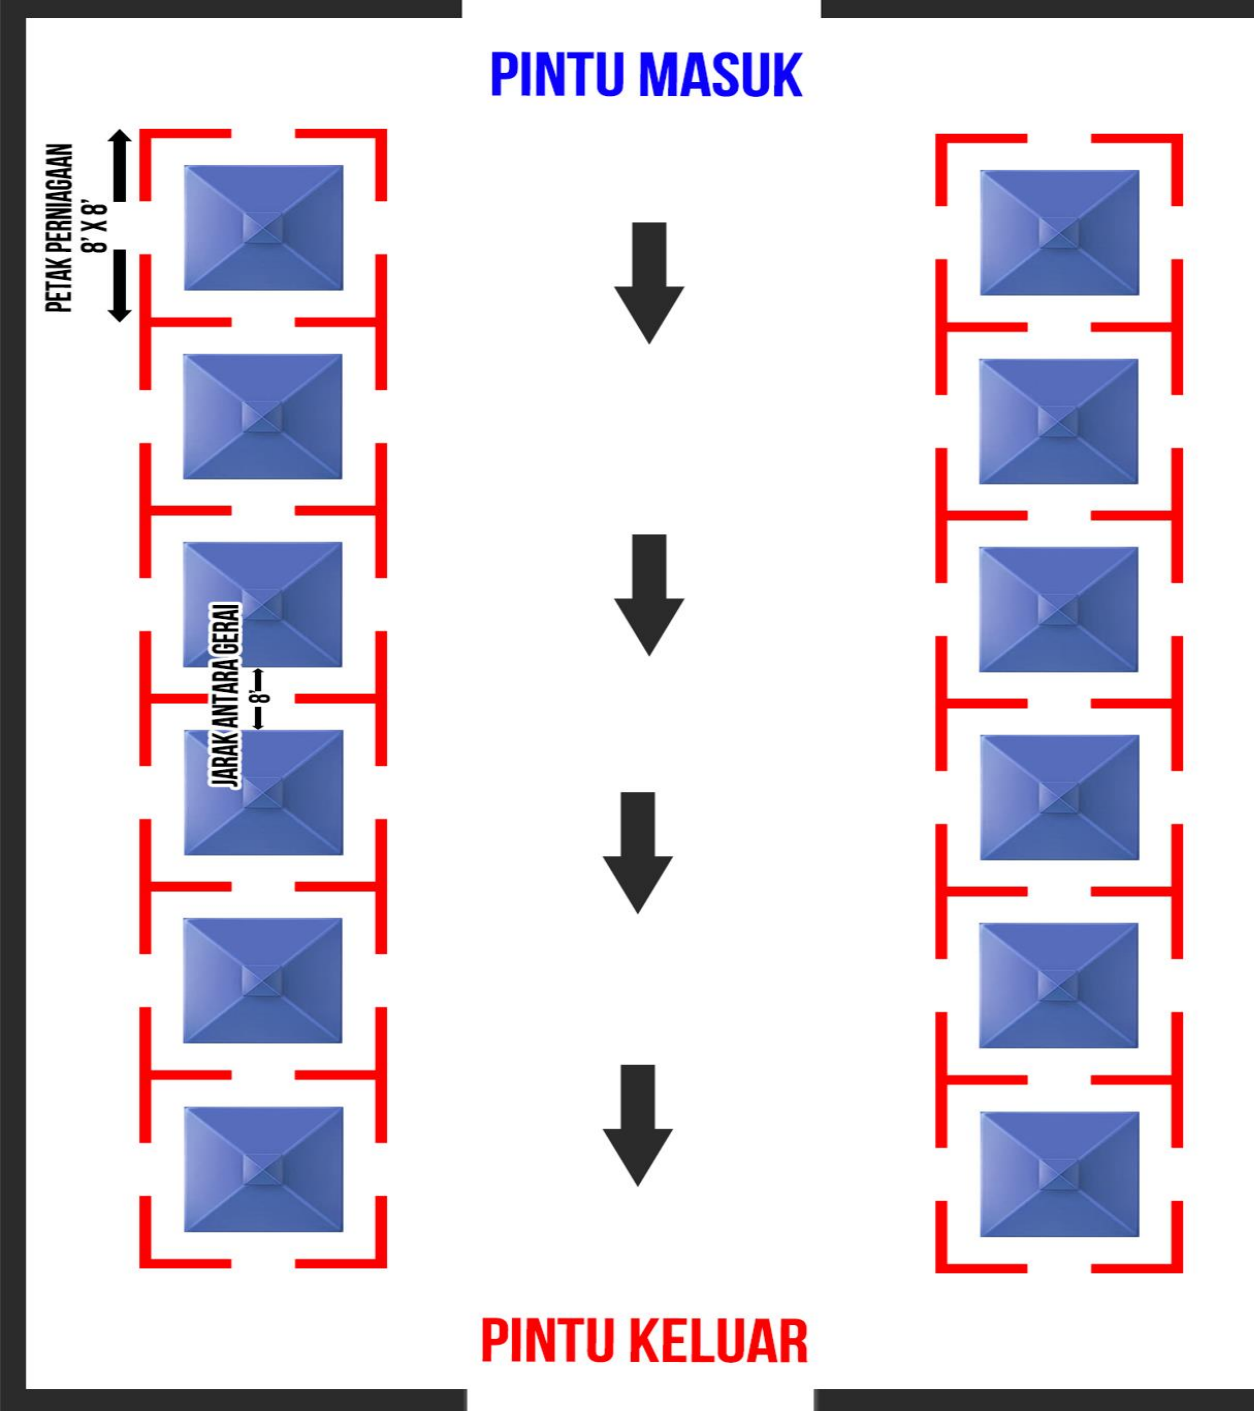 PINTU MASUK
PETAK PERNIAGAAN
8' X 8'
JARAK ANTARA GERAI
8'
PINTU KELUAR